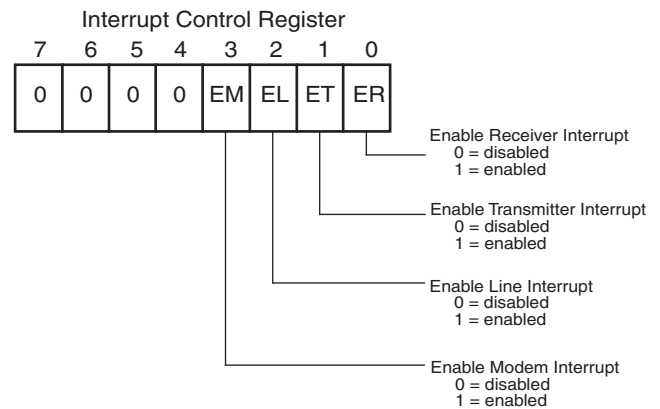 Interrupt Control Register
7 6 5 4 3 2 1 0
0 0 0 0 EM EL ET ER
Enable Receiver Interrupt
0 = disabled
1 = enabled
Enable Transmitter Interrupt
0 = disabled
1 = enabled
Enable Line Interrupt
0 = disabled
1 = enabled
Enable Modem Interrupt
0 = disabled
1 = enabled